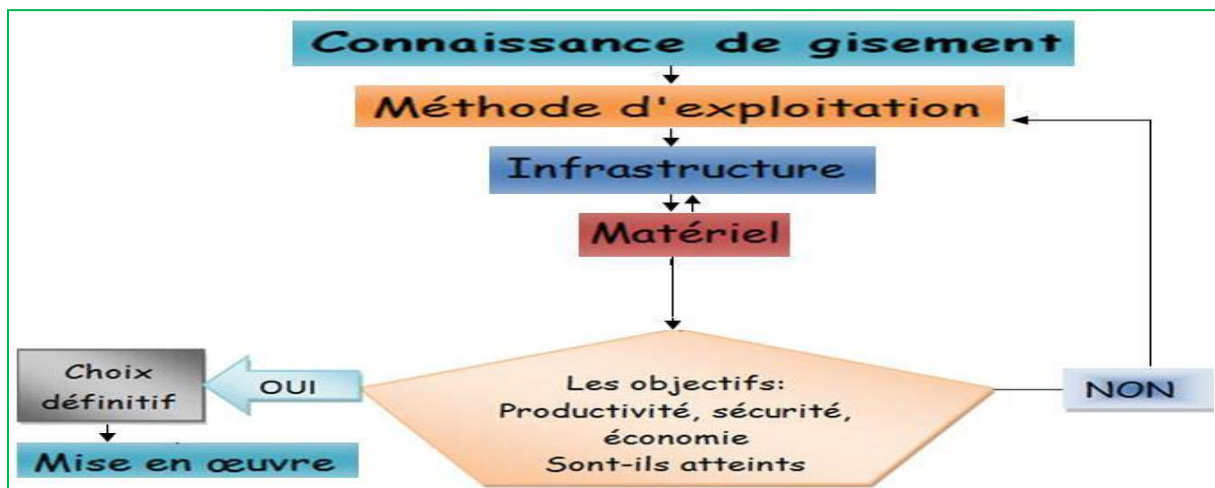 Connaissance de gisement
Méthode d'exploitation
Infrastructure
Matériel
Les objectifs:
Productivité, sécurité,
économie
Sont-ils atteints
OUI
NON
Choix
définitif
Mise en œuvre